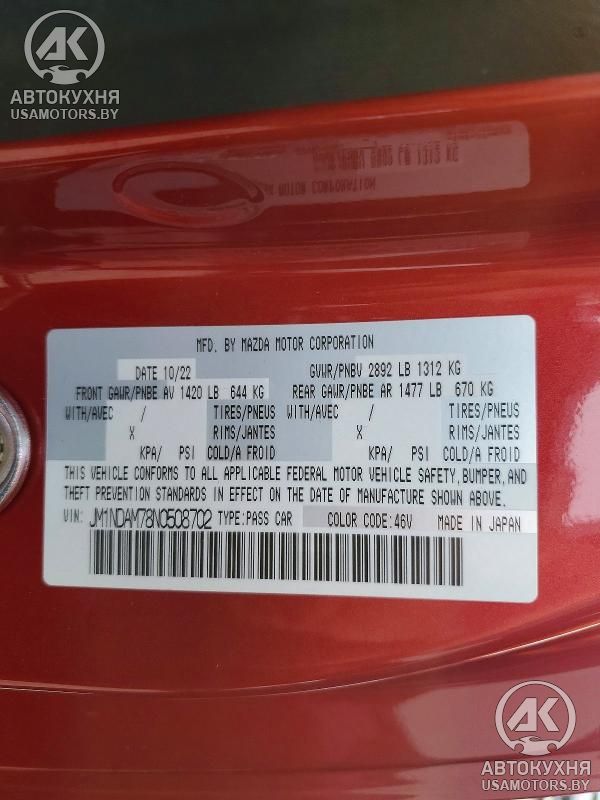 AK
АВТОКУХНЯ
USAMOTORS.BY
MFD. BY MAZDA MOTOR CORPORATION
DATE 10/22 GVWR/PNBV 2892 LB 1312 KG
FRONT GAWR/PNBE AV 1420 LB 644 KG REAR GAWR/PNBE AR 1477 LB 670 KG
WITH/AVEC / TIRES/PNEUS WITH/AVEC / TIRES/PNEUS
X RIMS/JANTES X RIMS/JANTES
KPA/ PSI COLD/A FROID KPA/ PSI COLD/A FROID
THIS VEHICLE CONFORMS TO ALL APPLICABLE FEDERAL MOTOR VEHICLE SAFETY, BUMPER, AND
THEFT PREVENTION STANDARDS IN EFFECT ON THE DATE OF MANUFACTURE SHOWN ABOVE.
VIN: JM1NDAM78N0508702 TYPE:PASS CAR COLOR CODE:46V MADE IN JAPAN
AK
АВТОКУХНЯ
USAMOTORS.BY